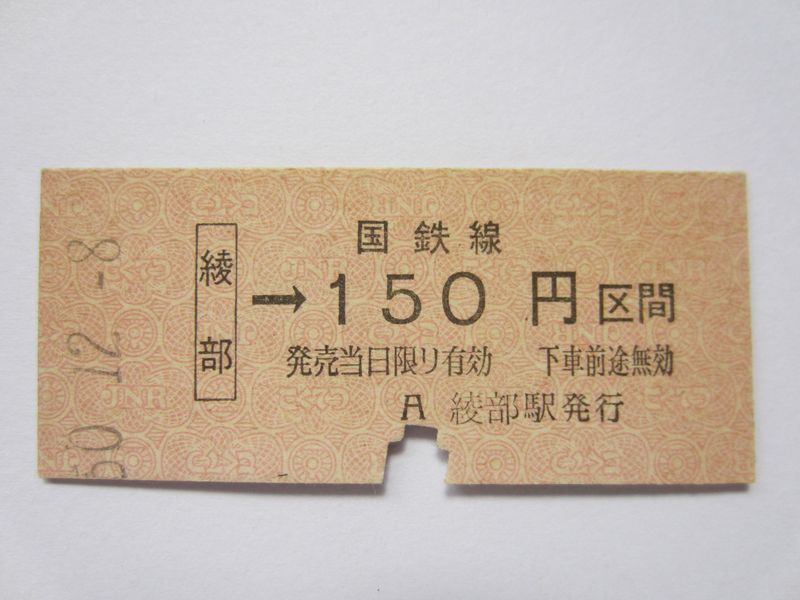 50 12 -8
綾部
国鉄線
→150円区間
発売当日限り有効 下車前途無効
A 綾部駅発行